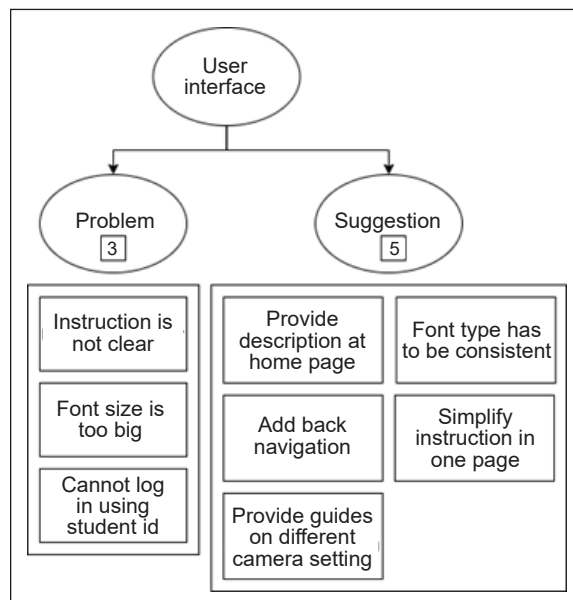 User
interface
Problem
3
Suggestion
5
Instruction is
not clear
Font size is
too big
Cannot log
in using
student id
Provide
description at
home page
Font type has
to be consistent
Add back
navigation
Simplify
instruction in
one page
Provide guides
on different
camera setting